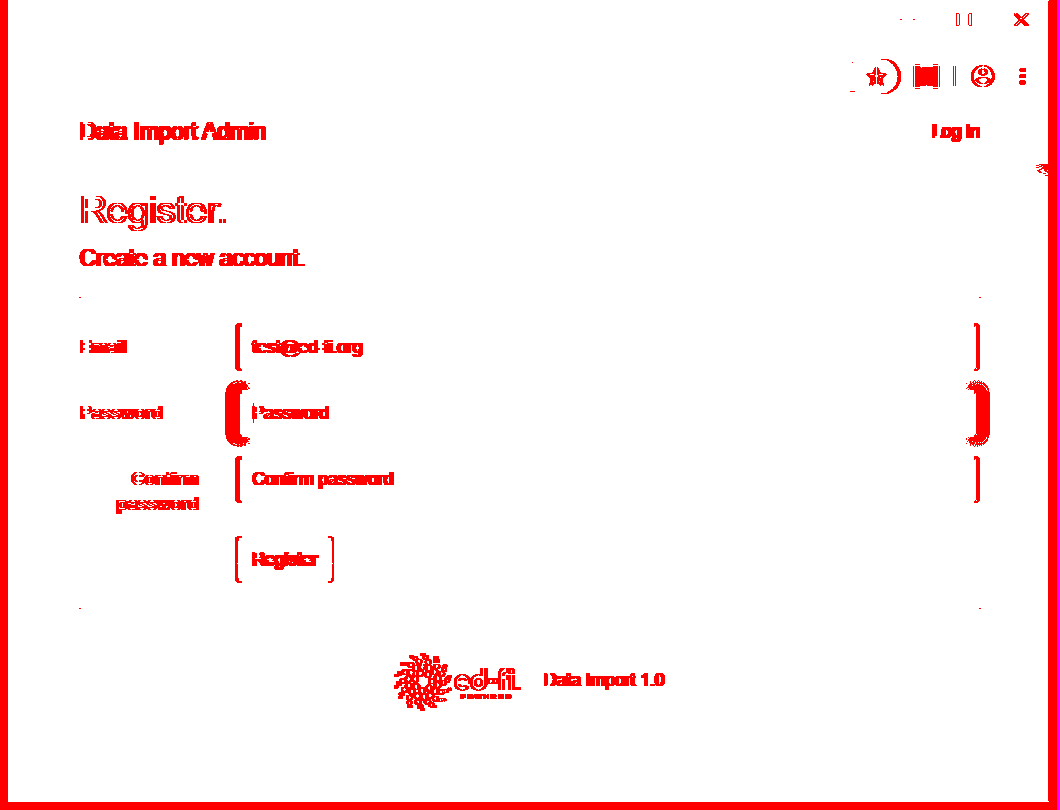 Data Import Admin
Log in
Register.
Create a new account.
Email
test@ed-fi.org
Password
Password
Confirm password
Confirm password
Register
ed-fi
POWERED
Data Import 1.0